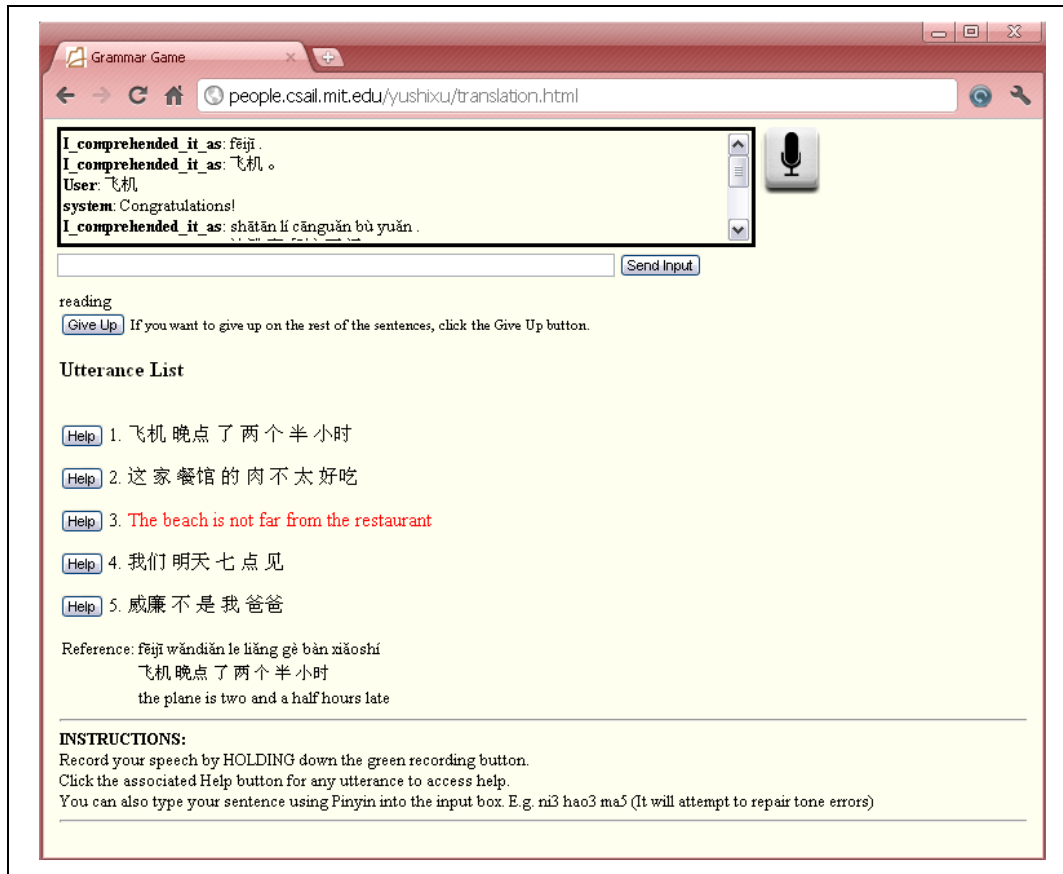 Grammar Game
people.csail.mit.edu/yushixu/translation.html
I_comprehended_it_as: fēijī .
I_comprehended_it_as: 飞机 。
User: 飞机
system: Congratulations!
I_comprehended_it_as: shātān lí cānguǎn bù yuǎn .
Send Input
reading
Give Up If you want to give up on the rest of the sentences, click the Give Up button.
Utterance List
Help 1. 飞机 晚点 了 两 个 半 小时
Help 2. 这 家 餐馆 的 肉 不 太 好吃
Help 3. The beach is not far from the restaurant
Help 4. 我们 明天 七 点 见
Help 5. 威廉 不 是 我 爸爸
Reference: fēijī wǎndiǎn le liǎng gè bàn xiǎoshí
飞机 晚点 了 两 个 半 小时
the plane is two and a half hours late
INSTRUCTIONS:
Record your speech by HOLDING down the green recording button.
Click the associated Help button for any utterance to access help.
You can also type your sentence using Pinyin into the input box. E.g. ni3 hao3 ma5 (It will attempt to repair tone errors)